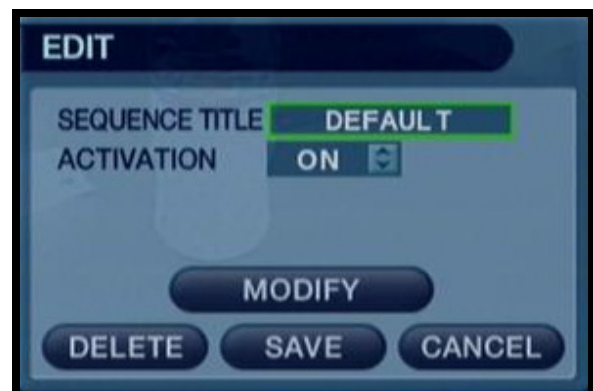 EDIT
SEQUENCE TITLE DEFAULT
ACTIVATION ON
MODIFY
DELETE SAVE CANCEL